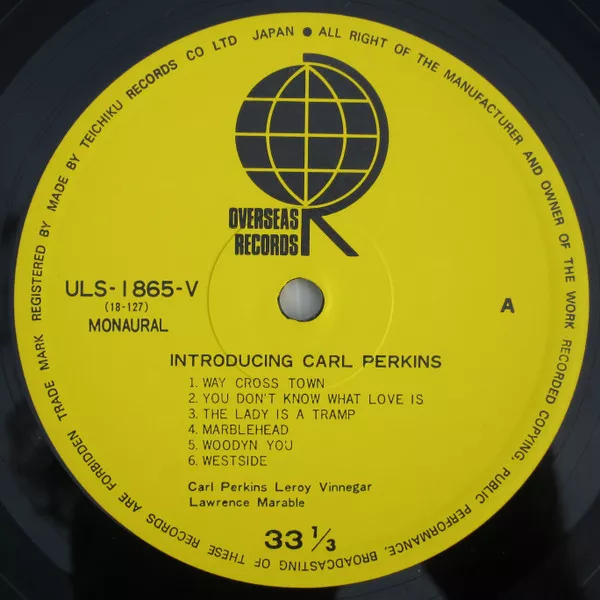 REGISTERED BY MADE BY TEICHIKU RECORDS CO LTD JAPAN ● ALL RIGHT OF THE MANUFACTURER AND OWNER OF THE WORK RECORDED COPYING, PUBLIC PERFORMANCE, BROADCASTING OF THESE RECORDS ARE FORBIDDEN TRADE MARK
OVERSEAS
RECORDS
ULS-1865-V
(18-127)
MONAURAL
A
INTRODUCING CARL PERKINS
1. WAY CROSS TOWN
2. YOU DON'T KNOW WHAT LOVE IS
3. THE LADY IS A TRAMP
4. MARBLEHEAD
5. WOODYN YOU
6. WESTSIDE
Carl Perkins Leroy Vinnegar
Lawrence Marable
33 1/3